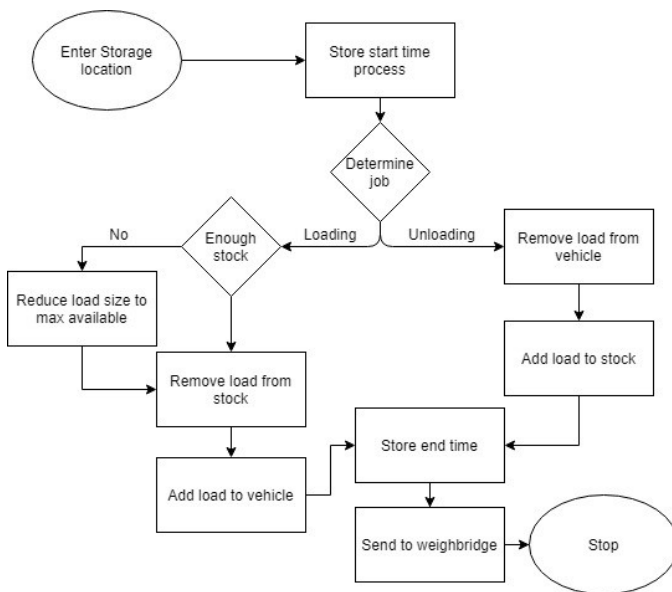 Enter Storage
location
Store start time
process
Determine
job
No
Enough
stock
Loading
Unloading
Remove load from
vehicle
Reduce load size to
max available
Remove load from
stock
Add load to stock
Add load to vehicle
Store end time
Send to weighbridge
Stop